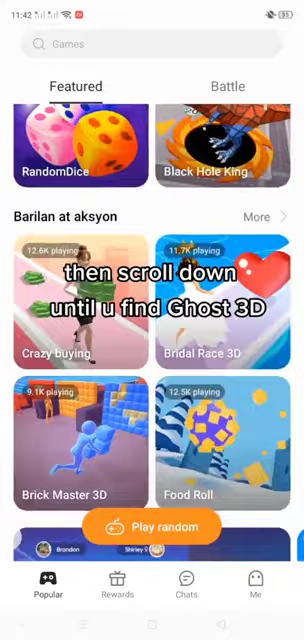 11:42
35
Games
Featured
Battle
RandomDice
Black Hole King
Barilan at aksyon
More
12.6K playing
11.7K playing
then scroll down
until u find Ghost 3D
Crazy buying
Bridal Race 3D
9.1K playing
12.5K playing
Brick Master 3D
Food Roll
Play random
Brandon
Shirley
Popular
Rewards
Chats
Me